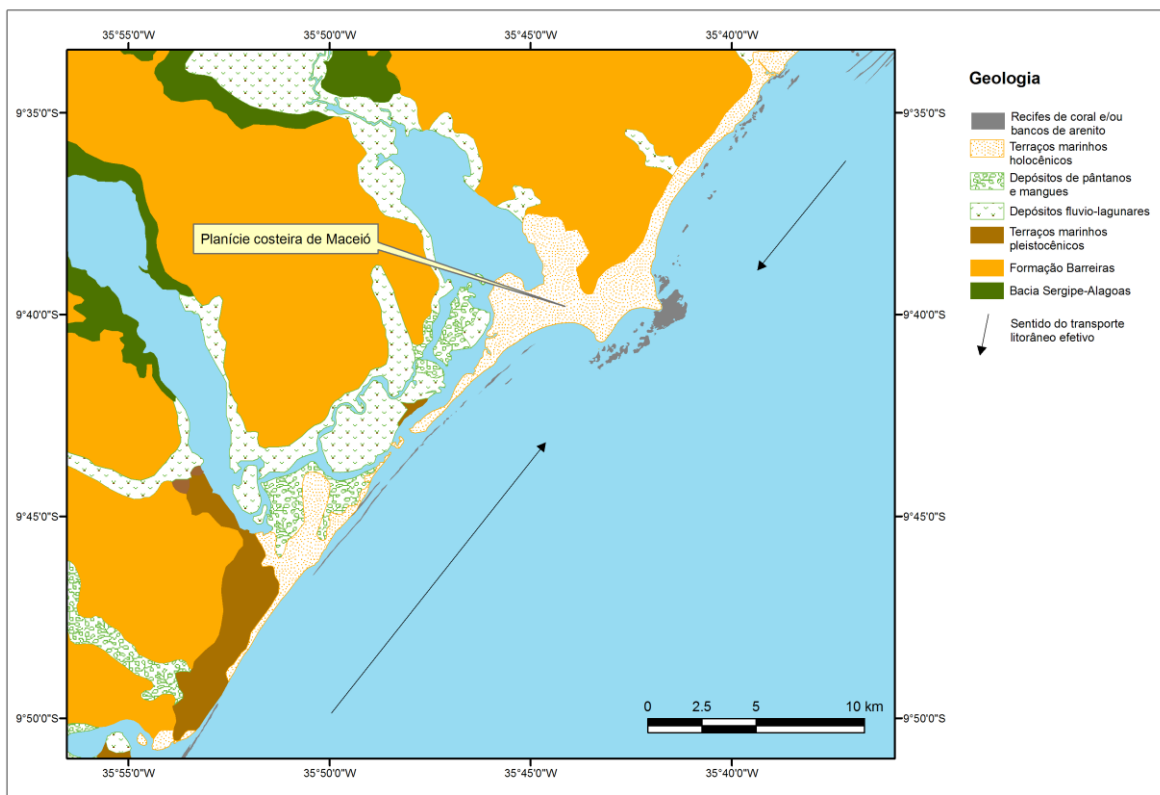 35°55'0"W 35°50'0"W 35°45'0"W 35°40'0"W
9°35'0"S 9°35'0"S
9°40'0"S 9°40'0"S
9°45'0"S 9°45'0"S
9°50'0"S 9°50'0"S
35°55'0"W 35°50'0"W 35°45'0"W 35°40'0"W
Planície costeira de Maceió
0 2.5 5 10 km
Geologia
Recifes de coral e/ou
bancos de arenito
Terraços marinhos
holocênicos
Depósitos de pântanos
e mangues
Depósitos fluvio-lagunares
Terraços marinhos
pleistocênicos
Formação Barreiras
Bacia Sergipe-Alagoas
Sentido do transporte
litorâneo efetivo